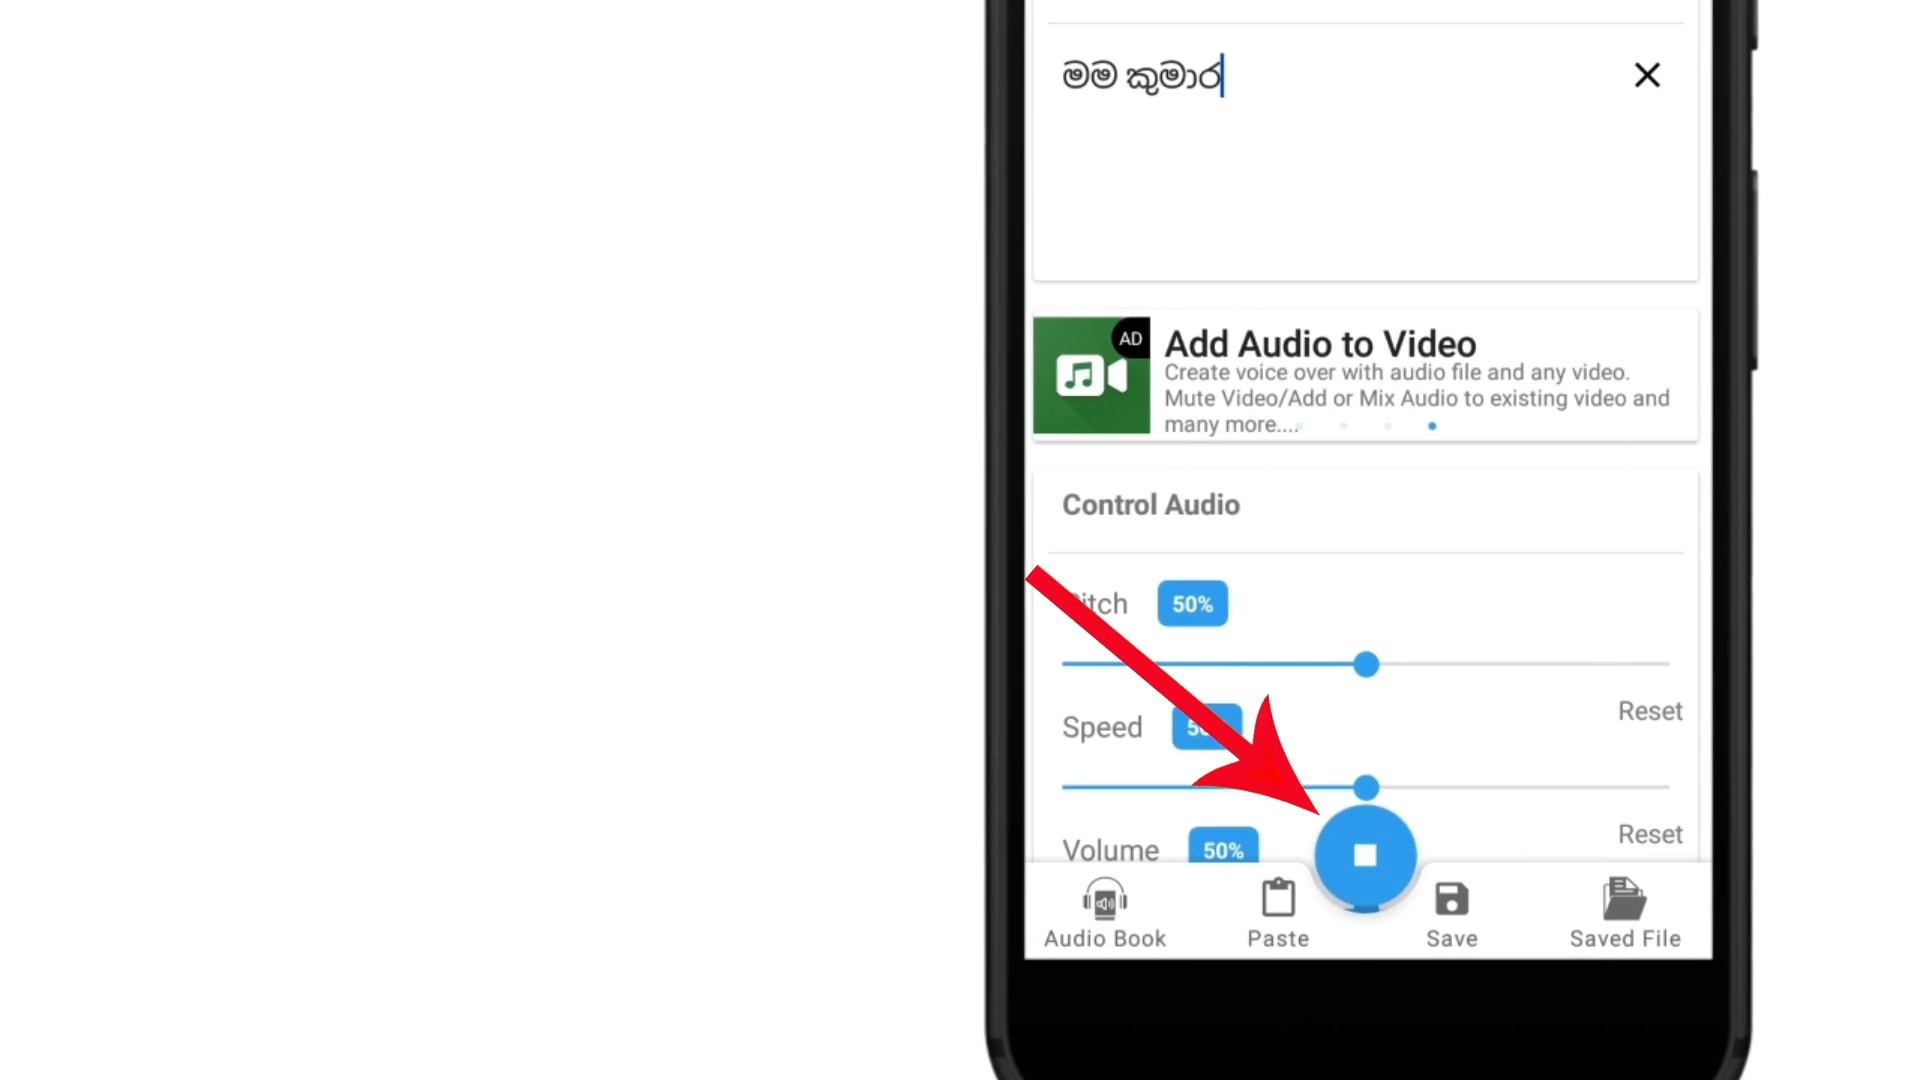 මම කුමාර
AD
Add Audio to Video
Create voice over with audio file and any video.
Mute Video/Add or Mix Audio to existing video and
many more....
Control Audio
50%
Reset
Speed
Reset
Volume 50%
Audio Book
Paste
Save
Saved File